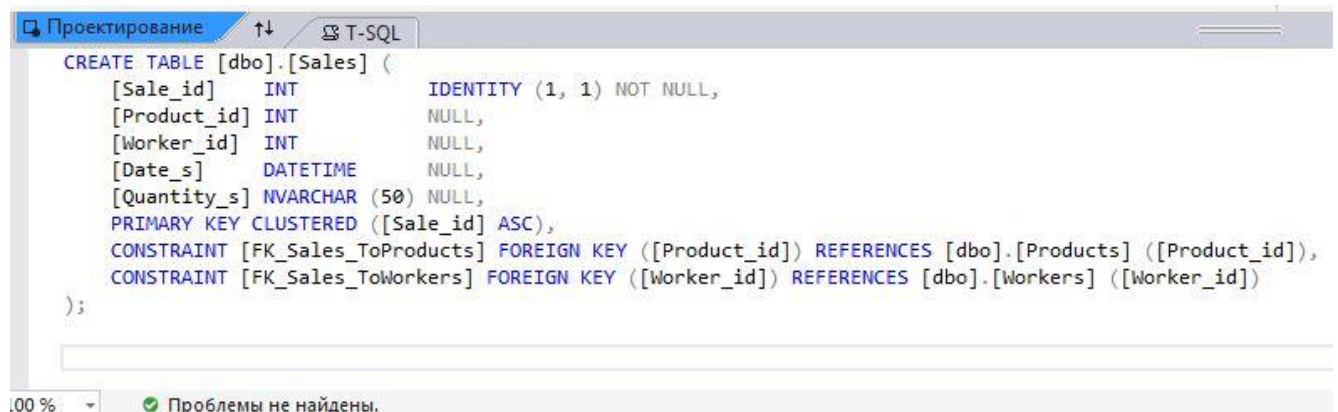 Проектирование ↑↓ T-SQL
CREATE TABLE [dbo].[Sales] (
[Sale_id] INT IDENTITY (1, 1) NOT NULL,
[Product_id] INT NULL,
[Worker_id] INT NULL,
[Date_s] DATETIME NULL,
[Quantity_s] NVARCHAR (50) NULL,
PRIMARY KEY CLUSTERED ([Sale_id] ASC),
CONSTRAINT [FK_Sales_ToProducts] FOREIGN KEY ([Product_id]) REFERENCES [dbo].[Products] ([Product_id]),
CONSTRAINT [FK_Sales_ToWorkers] FOREIGN KEY ([Worker_id]) REFERENCES [dbo].[Workers] ([Worker_id])
);
100 % Проблемы не найдены.